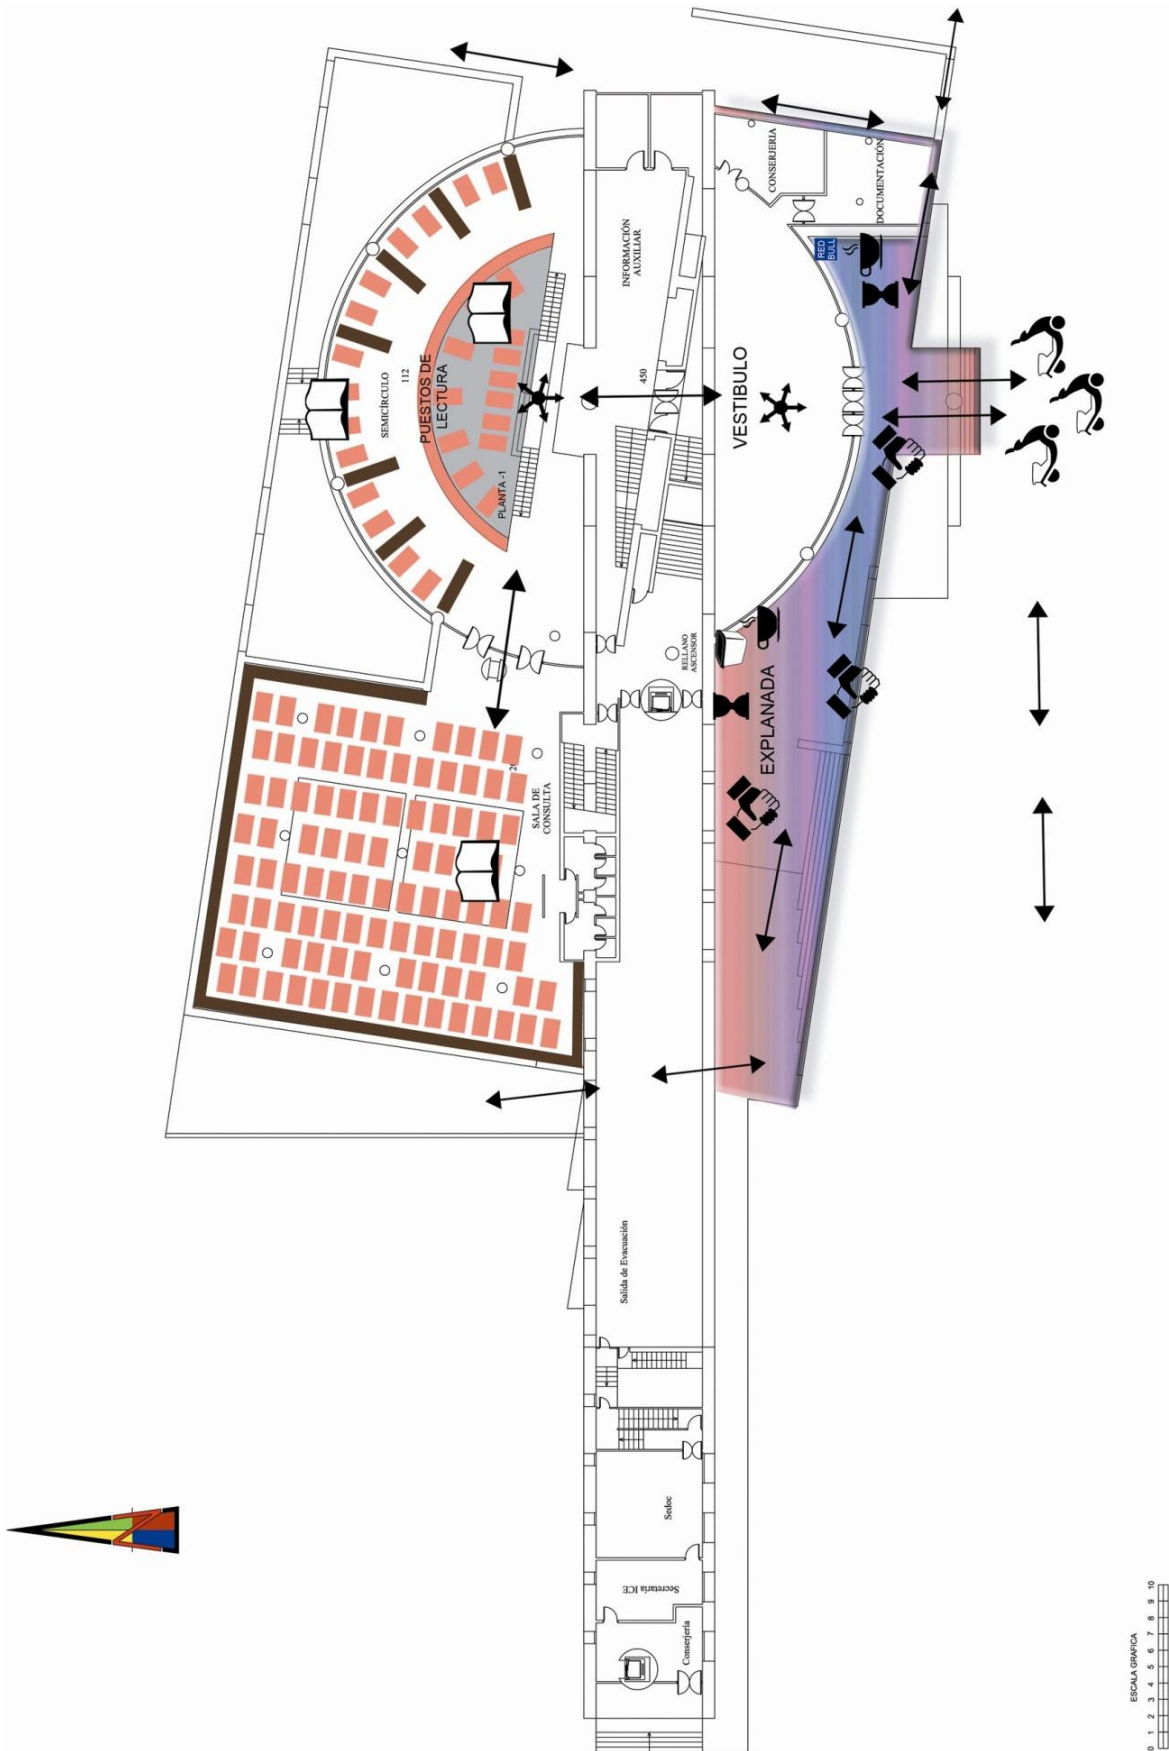 CONSERJERIA
DOCUMENTACIÓN
INFORMACIÓN
AUXILIAR
RED
BULL
SEMICÍRCULO
112
PUESTOS DE
LECTURA
PLANTA -1
450
VESTIBULO
RELLANO
ASCENSOR
EXPLANADA
SALA DE
CONSULTA
Salida de Evacuación
Sedoc
Secretaría ICE
Conserjería
ESCALA GRAFICA
0 1 2 3 4 5 6 7 8 9 10